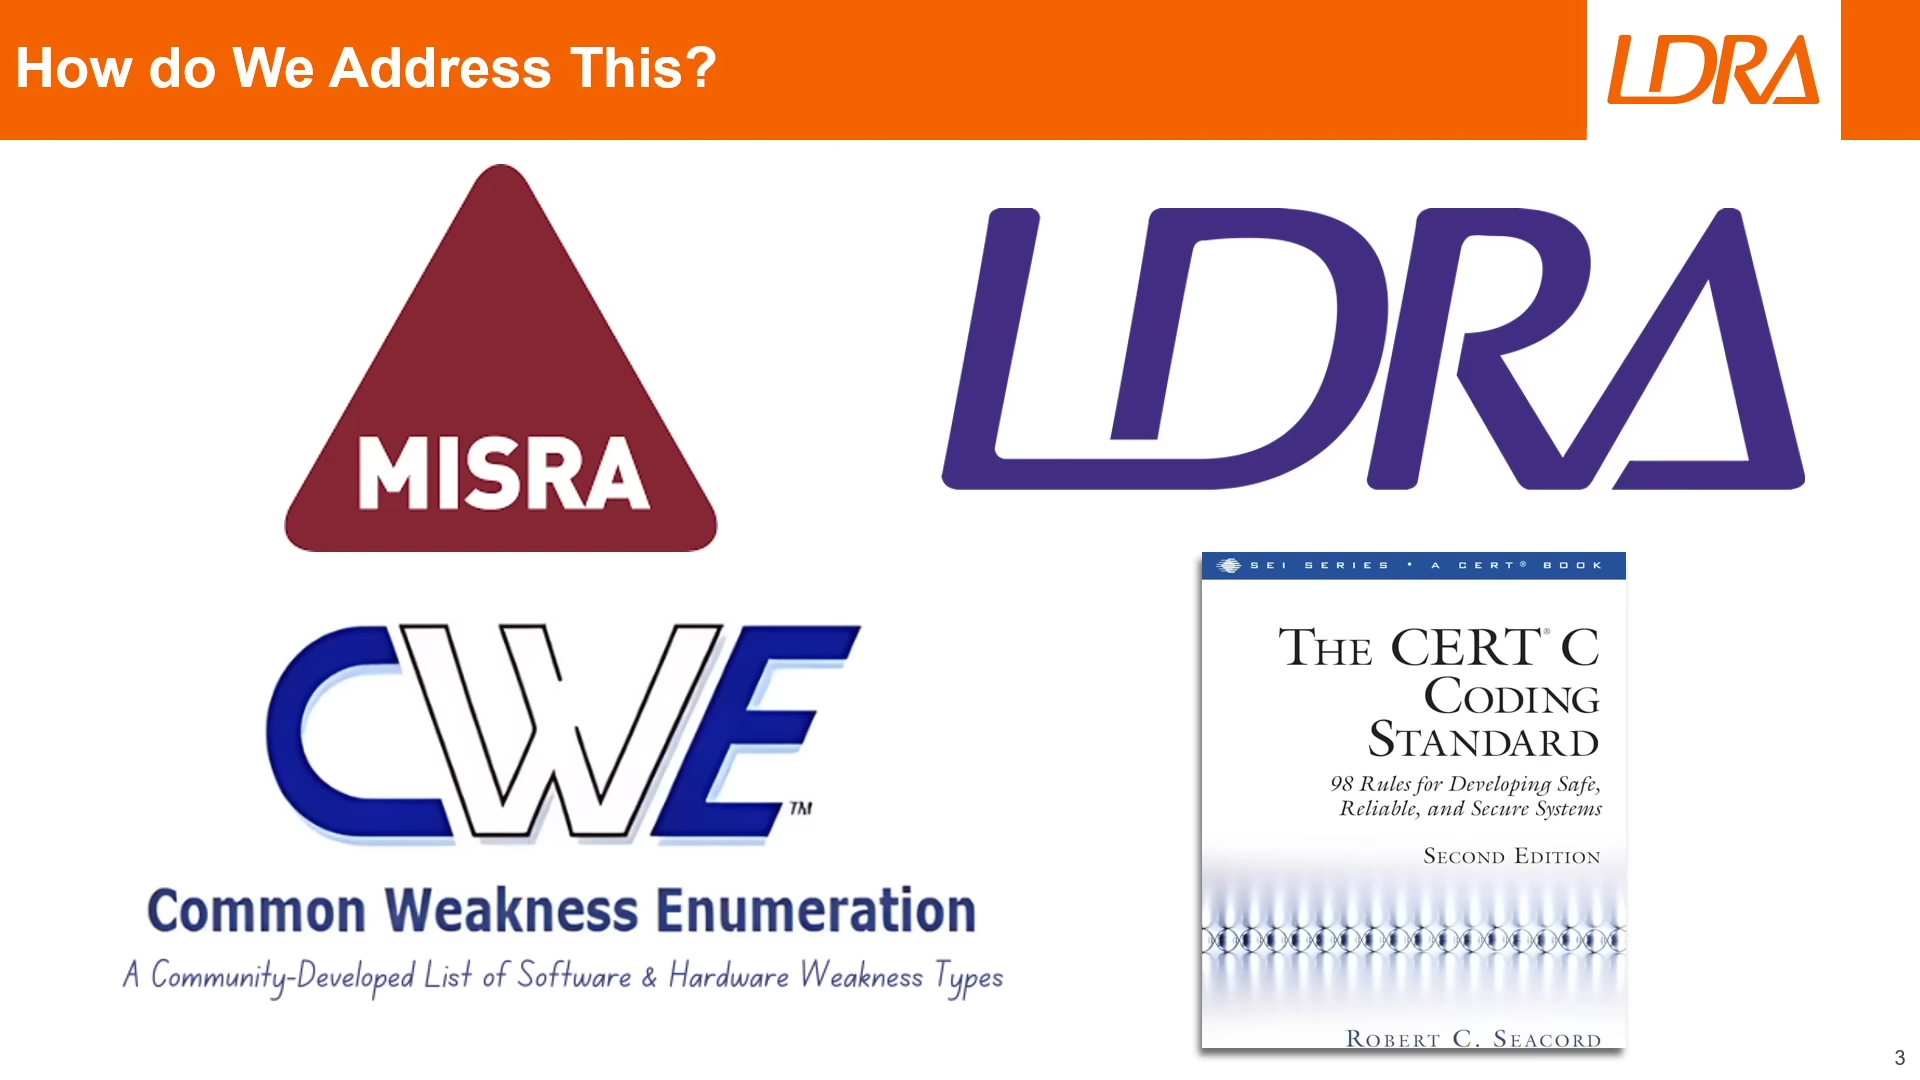 How do We Address This?
LDRA
MISRA
LDRA
CWE™
Common Weakness Enumeration
A Community-Developed List of Software & Hardware Weakness Types
SEI SERIES • A CERT® BOOK
THE CERT® C
CODING
STANDARD
98 Rules for Developing Safe,
Reliable, and Secure Systems
SECOND EDITION
ROBERT C. SEACORD
3